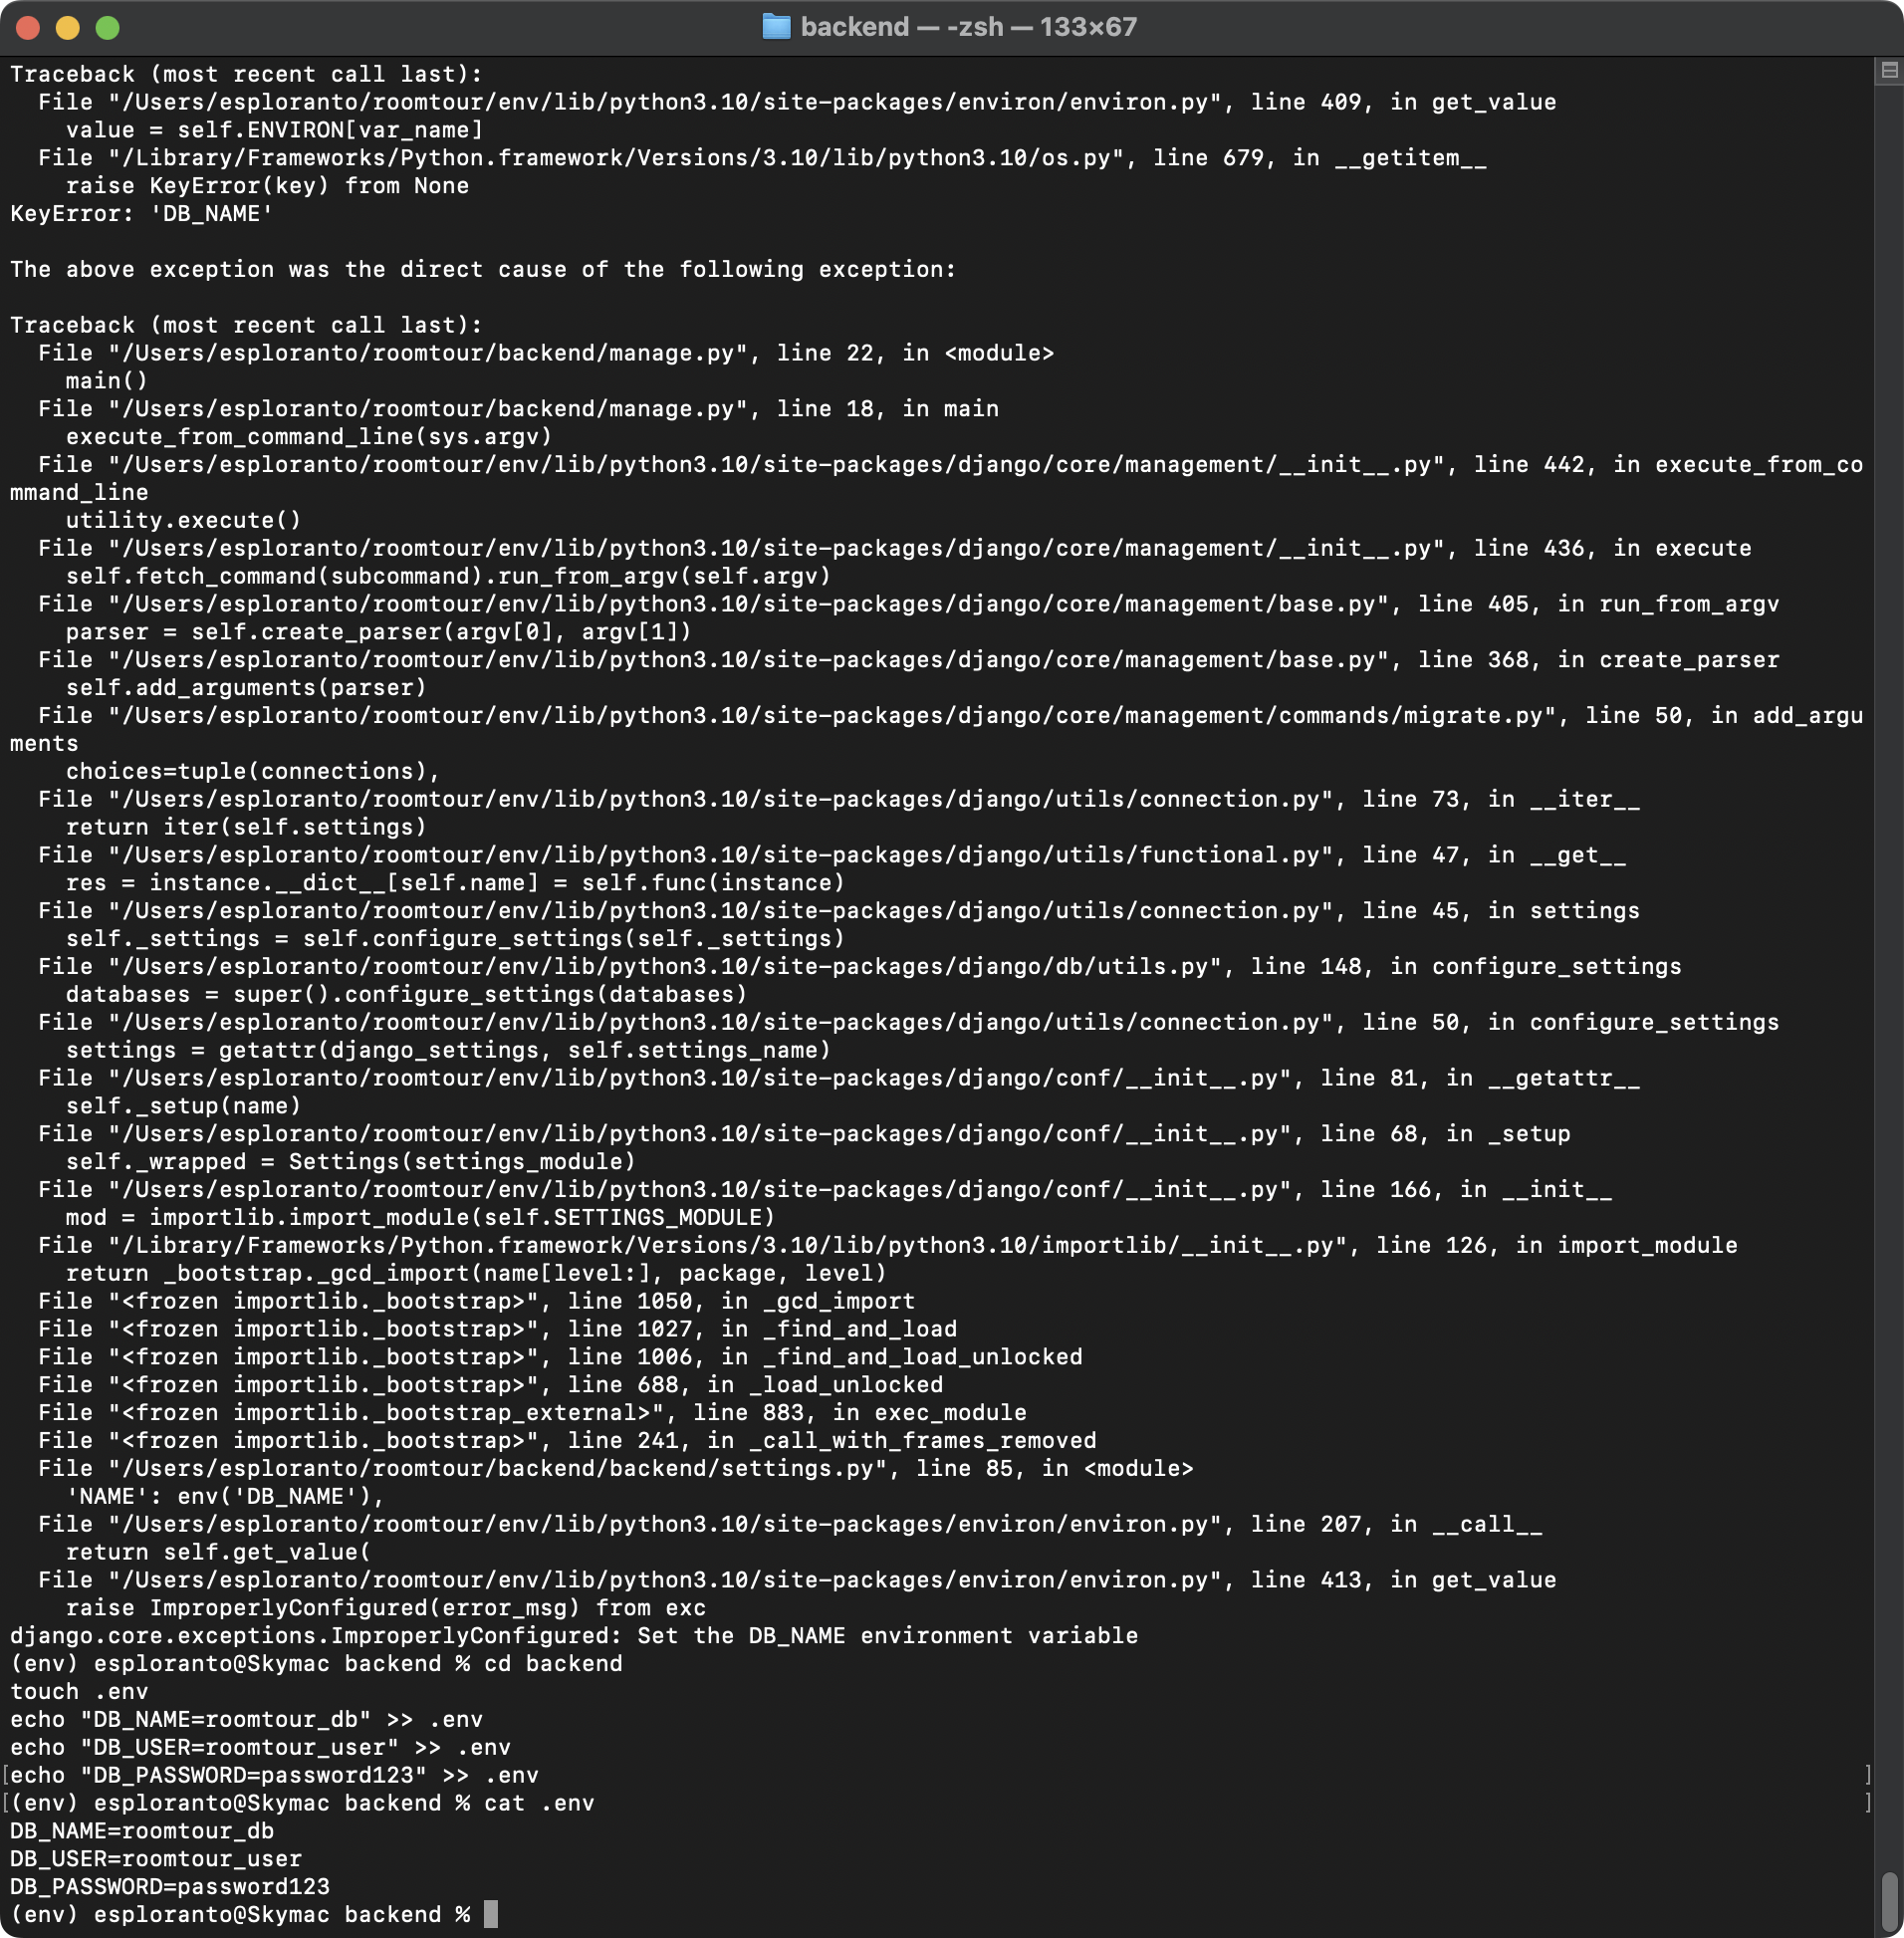 backend — -zsh — 133×67
Traceback (most recent call last):
  File "/Users/esploranto/roomtour/env/lib/python3.10/site-packages/environ/environ.py", line 409, in get_value
    value = self.ENVIRON[var_name]
  File "/Library/Frameworks/Python.framework/Versions/3.10/lib/python3.10/os.py", line 679, in __getitem__
    raise KeyError(key) from None
KeyError: 'DB_NAME'

The above exception was the direct cause of the following exception:

Traceback (most recent call last):
  File "/Users/esploranto/roomtour/backend/manage.py", line 22, in <module>
    main()
  File "/Users/esploranto/roomtour/backend/manage.py", line 18, in main
    execute_from_command_line(sys.argv)
  File "/Users/esploranto/roomtour/env/lib/python3.10/site-packages/django/core/management/__init__.py", line 442, in execute_from_co
mmand_line
    utility.execute()
  File "/Users/esploranto/roomtour/env/lib/python3.10/site-packages/django/core/management/__init__.py", line 436, in execute
    self.fetch_command(subcommand).run_from_argv(self.argv)
  File "/Users/esploranto/roomtour/env/lib/python3.10/site-packages/django/core/management/base.py", line 405, in run_from_argv
    parser = self.create_parser(argv[0], argv[1])
  File "/Users/esploranto/roomtour/env/lib/python3.10/site-packages/django/core/management/base.py", line 368, in create_parser
    self.add_arguments(parser)
  File "/Users/esploranto/roomtour/env/lib/python3.10/site-packages/django/core/management/commands/migrate.py", line 50, in add_argu
ments
    choices=tuple(connections),
  File "/Users/esploranto/roomtour/env/lib/python3.10/site-packages/django/utils/connection.py", line 73, in __iter__
    return iter(self.settings)
  File "/Users/esploranto/roomtour/env/lib/python3.10/site-packages/django/utils/functional.py", line 47, in __get__
    res = instance.__dict__[self.name] = self.func(instance)
  File "/Users/esploranto/roomtour/env/lib/python3.10/site-packages/django/utils/connection.py", line 45, in settings
    self._settings = self.configure_settings(self._settings)
  File "/Users/esploranto/roomtour/env/lib/python3.10/site-packages/django/db/utils.py", line 148, in configure_settings
    databases = super().configure_settings(databases)
  File "/Users/esploranto/roomtour/env/lib/python3.10/site-packages/django/utils/connection.py", line 50, in configure_settings
    settings = getattr(django_settings, self.settings_name)
  File "/Users/esploranto/roomtour/env/lib/python3.10/site-packages/django/conf/__init__.py", line 81, in __getattr__
    self._setup(name)
  File "/Users/esploranto/roomtour/env/lib/python3.10/site-packages/django/conf/__init__.py", line 68, in _setup
    self._wrapped = Settings(settings_module)
  File "/Users/esploranto/roomtour/env/lib/python3.10/site-packages/django/conf/__init__.py", line 166, in __init__
    mod = importlib.import_module(self.SETTINGS_MODULE)
  File "/Library/Frameworks/Python.framework/Versions/3.10/lib/python3.10/importlib/__init__.py", line 126, in import_module
    return _bootstrap._gcd_import(name[level:], package, level)
  File "<frozen importlib._bootstrap>", line 1050, in _gcd_import
  File "<frozen importlib._bootstrap>", line 1027, in _find_and_load
  File "<frozen importlib._bootstrap>", line 1006, in _find_and_load_unlocked
  File "<frozen importlib._bootstrap>", line 688, in _load_unlocked
  File "<frozen importlib._bootstrap_external>", line 883, in exec_module
  File "<frozen importlib._bootstrap>", line 241, in _call_with_frames_removed
  File "/Users/esploranto/roomtour/backend/backend/settings.py", line 85, in <module>
    'NAME': env('DB_NAME'),
  File "/Users/esploranto/roomtour/env/lib/python3.10/site-packages/environ/environ.py", line 207, in __call__
    return self.get_value(
  File "/Users/esploranto/roomtour/env/lib/python3.10/site-packages/environ/environ.py", line 413, in get_value
    raise ImproperlyConfigured(error_msg) from exc
django.core.exceptions.ImproperlyConfigured: Set the DB_NAME environment variable
(env) esploranto@Skymac backend % cd backend
touch .env
echo "DB_NAME=roomtour_db" >> .env
echo "DB_USER=roomtour_user" >> .env
[echo "DB_PASSWORD=password123" >> .env ]
[(env) esploranto@Skymac backend % cat .env ]
DB_NAME=roomtour_db
DB_USER=roomtour_user
DB_PASSWORD=password123
(env) esploranto@Skymac backend %